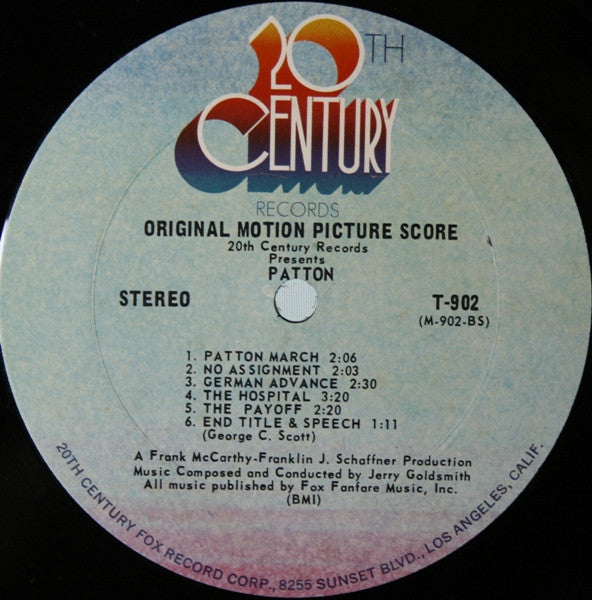 20TH
CENTURY
RECORDS
ORIGINAL MOTION PICTURE SCORE
20th Century Records
Presents
PATTON
STEREO
T-902
(M-902-BS)
1. PATTON MARCH 2:06
2. NO ASSIGNMENT 2:03
3. GERMAN ADVANCE 2:30
4. THE HOSPITAL 3:20
5. THE PAYOFF 2:20
6. END TITLE & SPEECH 1:11
(George C. Scott)
A Frank McCarthy-Franklin J. Schaffner Production
Music Composed and Conducted by Jerry Goldsmith
All music published by Fox Fanfare Music, Inc.
(BMI)
20TH CENTURY FOX RECORD CORP., 8255 SUNSET BLVD., LOS ANGELES, CALIF.